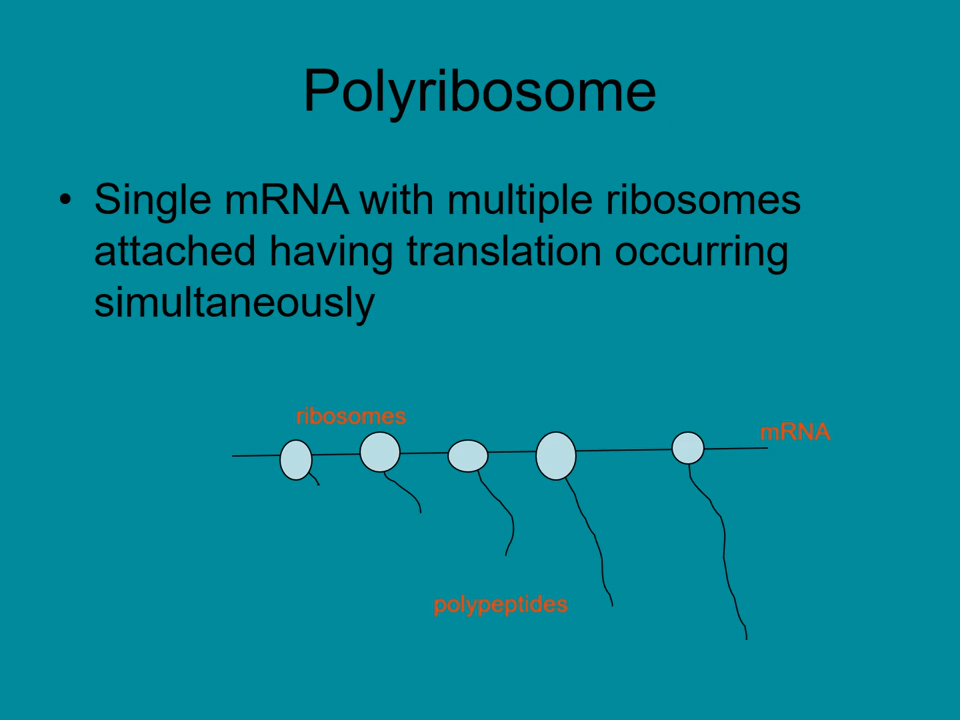 Polyribosome
• Single mRNA with multiple ribosomes
attached having translation occurring
simultaneously
ribosomes
mRNA
polypeptides